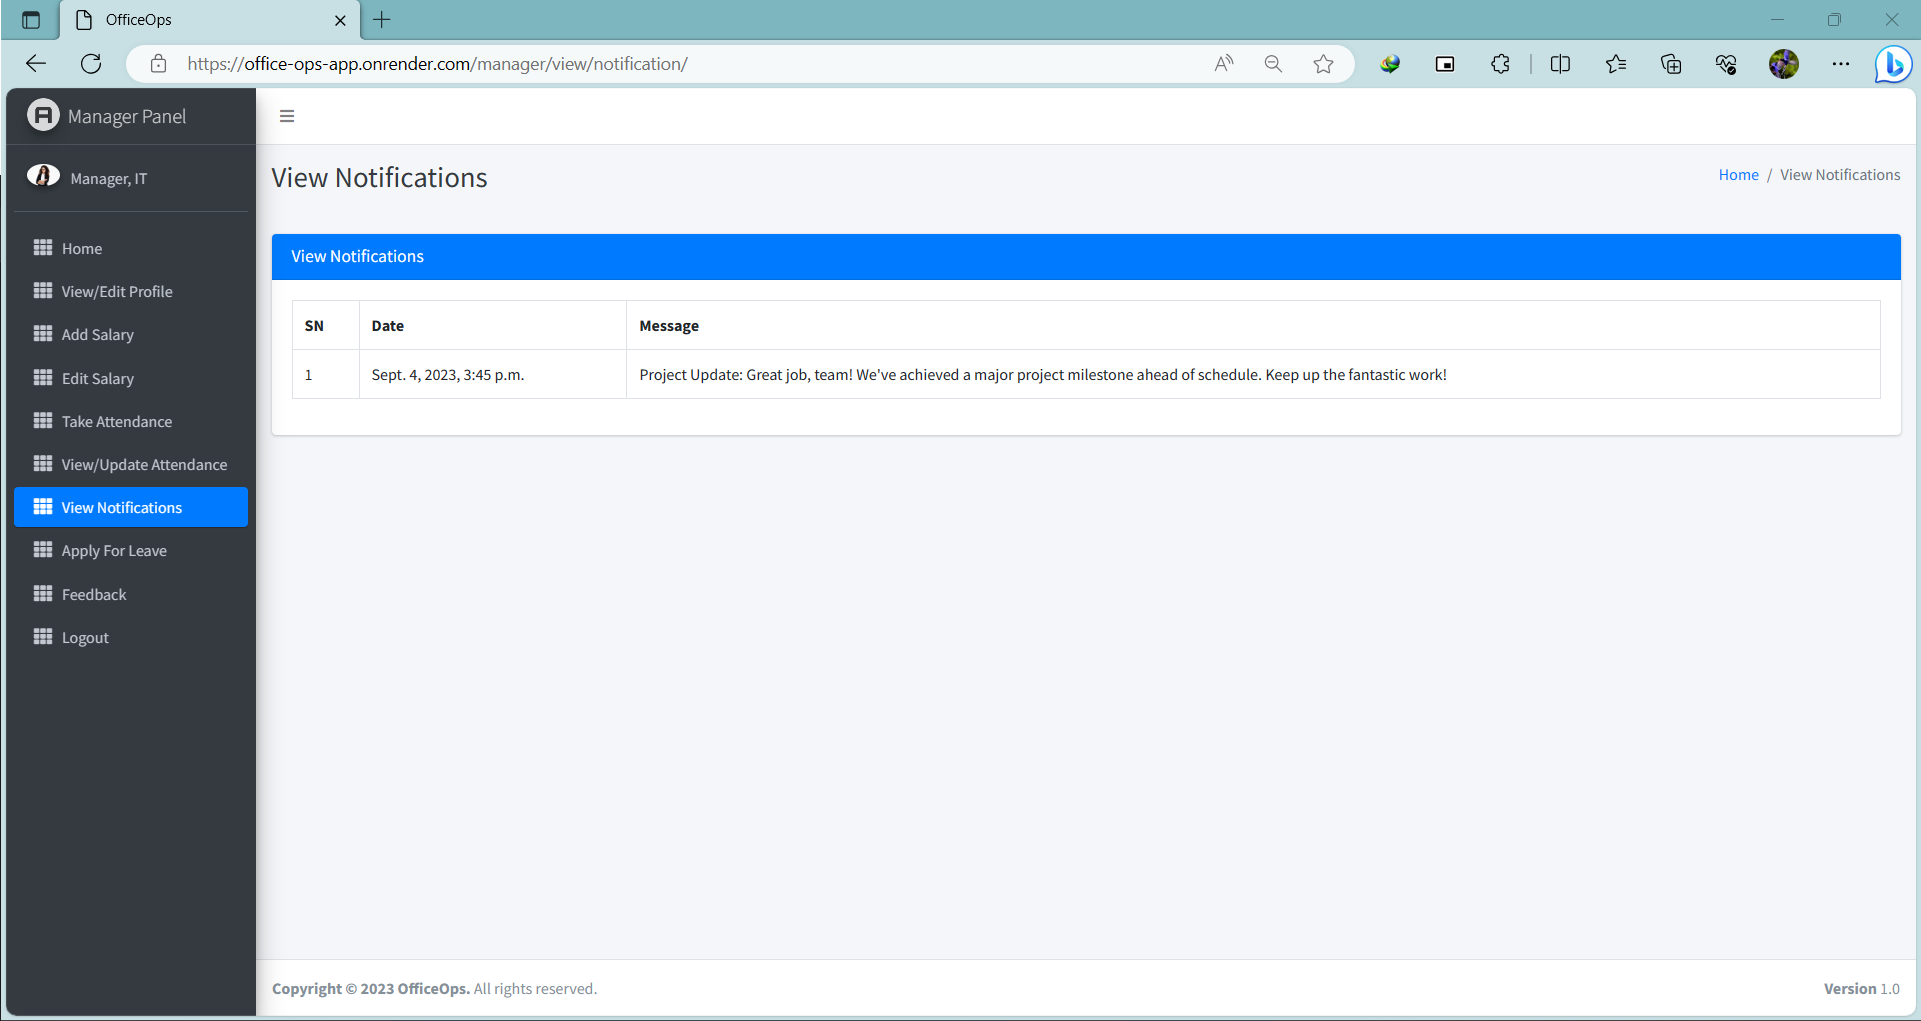 OfficeOps
https://office-ops-app.onrender.com/manager/view/notification/
Manager Panel
Manager, IT
Home
View/Edit Profile
Add Salary
Edit Salary
Take Attendance
View/Update Attendance
View Notifications
Apply For Leave
Feedback
Logout
View Notifications
Home / View Notifications
View Notifications
SN Date Message
1 Sept. 4, 2023, 3:45 p.m. Project Update: Great job, team! We've achieved a major project milestone ahead of schedule. Keep up the fantastic work!
Copyright © 2023 OfficeOps. All rights reserved.
Version 1.0